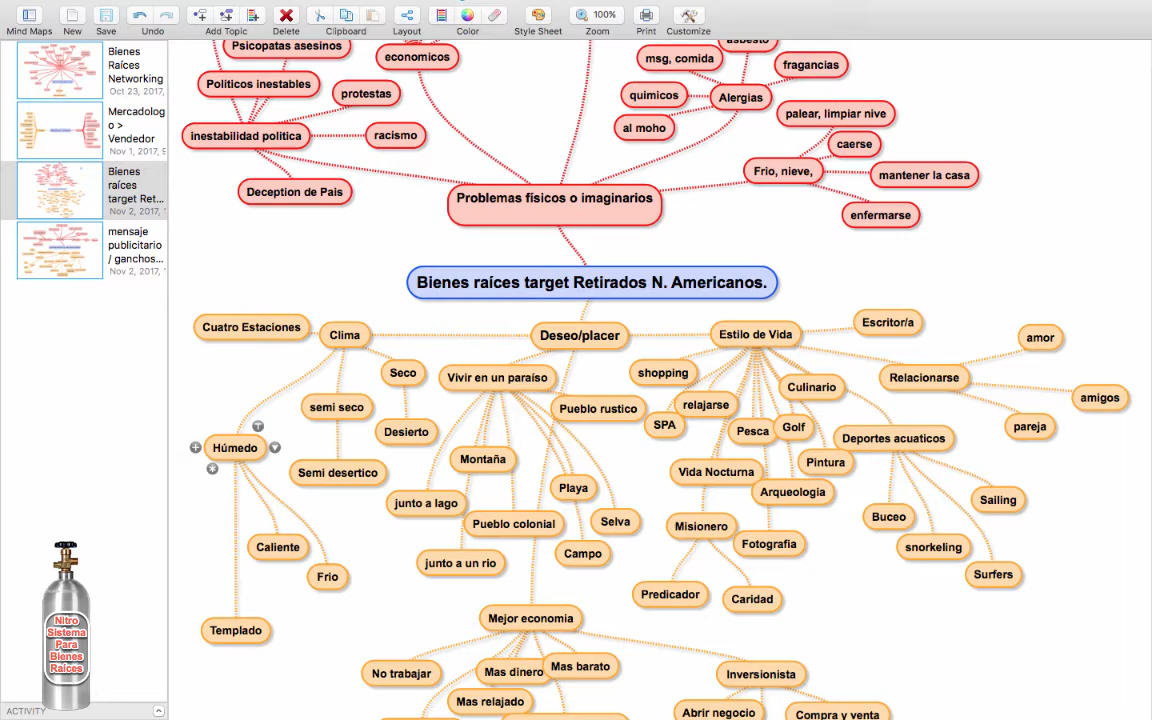 Mind Maps
New
Save
Undo
Add Topic
Delete
Clipboard
Layout
Color
Style Sheet
100%
Zoom
Print
Customize
Bienes
Raíces
Networking
Oct 23, 2017,
Mercadolog
o >
Vendedor
Nov 1, 2017, 9
Bienes
raíces
target Ret...
Nov 2, 2017,
mensaje
publicitario
/ ganchos...
Nov 2, 2017,
Nitro
Sistema
Para
Bienes
Raíces
ACTIVITY
Psicopatas asesinos
Politicos inestables
protestas
inestabilidad politica
racismo
Deception de Pais
economicos
asbesto
msg, comida
fragancias
quimicos
Alergias
al moho
palear, limpiar nive
caerse
Frio, nieve,
mantener la casa
enfermarse
Problemas físicos o imaginarios
Bienes raíces target Retirados N. Americanos.
Cuatro Estaciones
Clima
Deseo/placer
Estilo de Vida
Escritor/a
amor
Seco
Vivir en un paraíso
shopping
Culinario
Relacionarse
amigos
semi seco
Pueblo rustico
relajarse
pareja
Desierto
SPA
Pesca
Golf
Deportes acuaticos
Húmedo
Montaña
Pintura
Semi desertico
Vida Nocturna
Playa
Arqueologia
Sailing
junto a lago
Pueblo colonial
Selva
Misionero
Buceo
Caliente
Campo
Fotografia
snorkeling
junto a un rio
Frio
Surfers
Predicador
Caridad
Templado
Mejor economia
No trabajar
Mas dinero
Mas barato
Inversionista
Mas relajado
Abrir negocio
Compra y venta